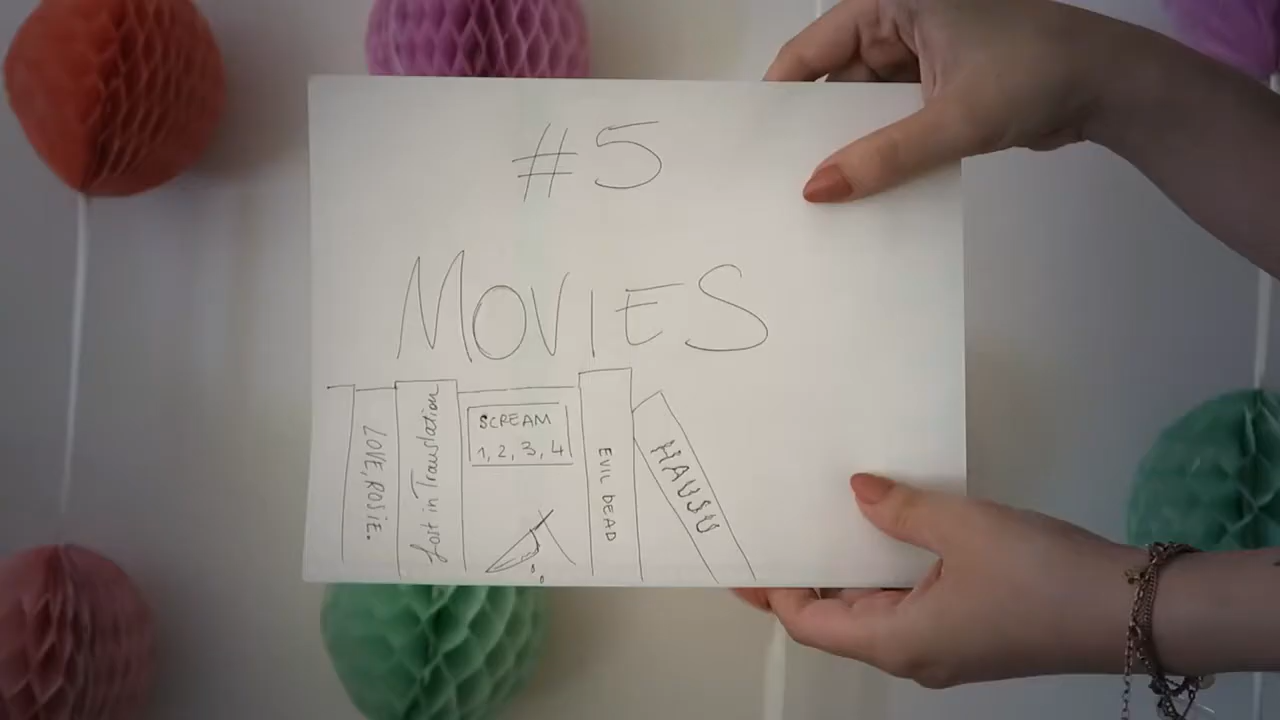 #5
MOVIES
LOVE, ROSIE.
Lost in Translation
SCREAM
1, 2, 3, 4
EVIL DEAD
HAUSU